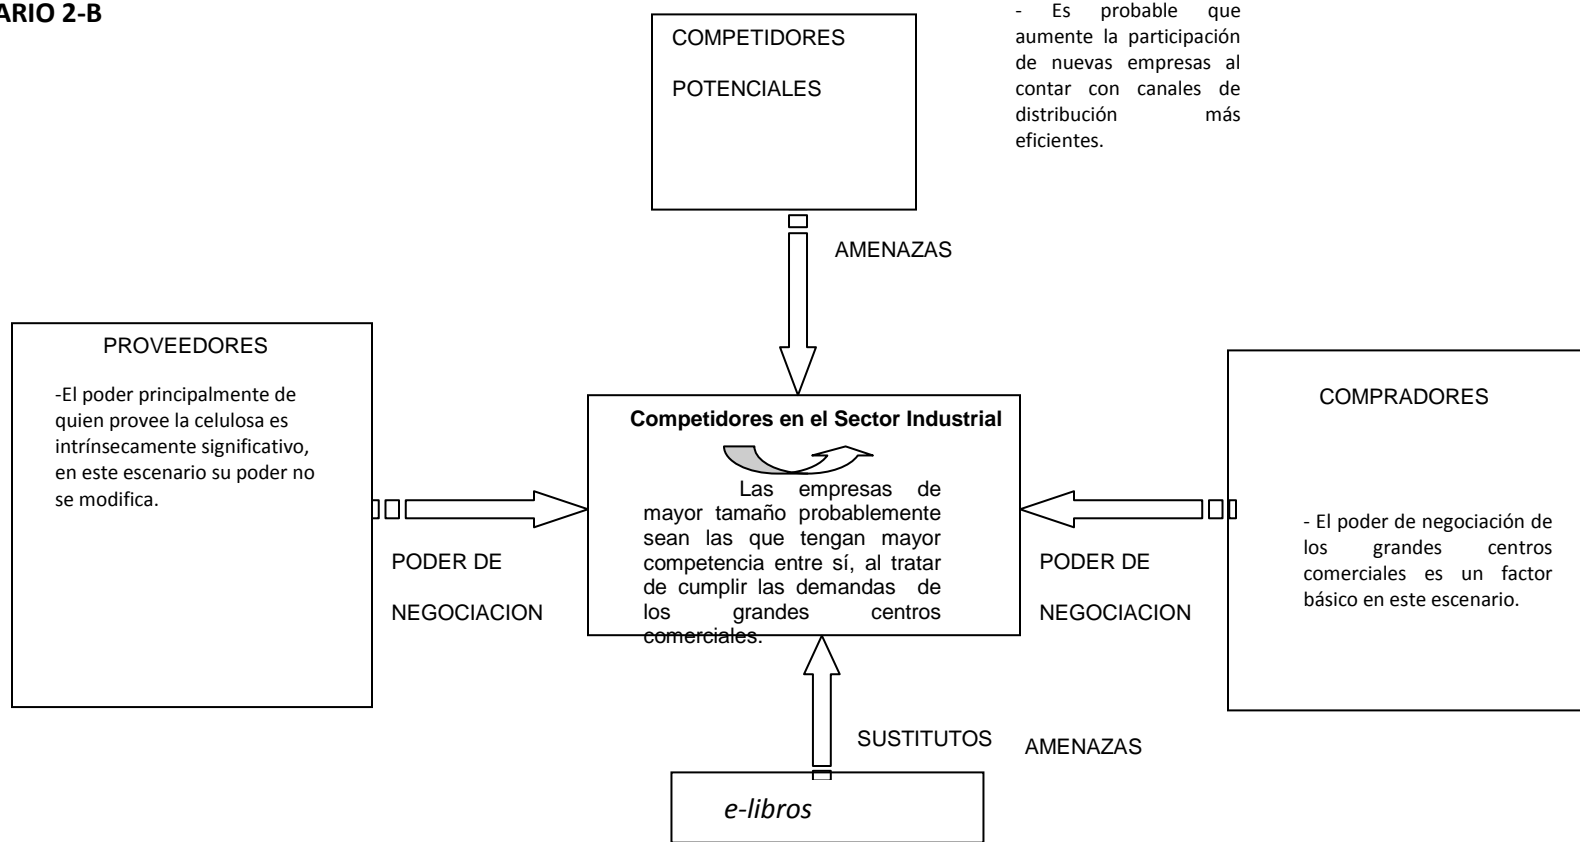 ARIO 2-B
COMPETIDORES
POTENCIALES
- Es probable que
aumente la participación
de nuevas empresas al
contar con canales de
distribución más
eficientes.
AMENAZAS
PROVEEDORES
-El poder principalmente de
quien provee la celulosa es
intrínsecamente significativo,
en este escenario su poder no
se modifica.
PODER DE
NEGOCIACION
Competidores en el Sector Industrial
Las empresas de
mayor tamaño probablemente
sean las que tengan mayor
competencia entre sí, al tratar
de cumplir las demandas de
los grandes centros
comerciales.
PODER DE
NEGOCIACION
COMPRADORES
- El poder de negociación de
los grandes centros
comerciales es un factor
básico en este escenario.
SUSTITUTOS
AMENAZAS
e-libros